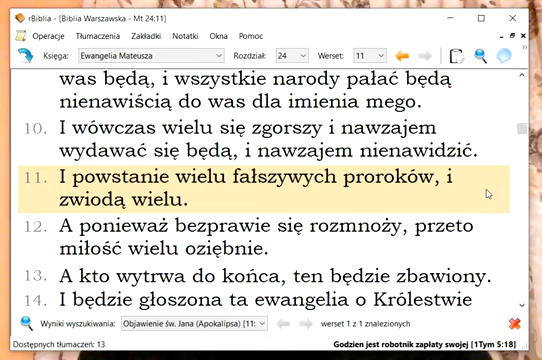 rBiblia - [Biblia Warszawska - Mt 24:11]
Operacje Tłumaczenia Zakładki Notatki Okna Pomoc
Księga: Ewangelia Mateusza Rozdział: 24 Werset: 11
was będą, i wszystkie narody pałać będą
nienawiścią do was dla imienia mego.
10. I wówczas wielu się zgorszy i nawzajem
wydawać się będą, i nawzajem nienawidzić.
11. I powstanie wielu fałszywych proroków, i
zwiodą wielu.
12. A ponieważ bezprawie się rozmnoży, przeto
miłość wielu oziębnie.
13. A kto wytrwa do końca, ten będzie zbawiony.
14. I będzie głoszona ta ewangelia o Królestwie
Wyniki wyszukiwania: Objawienie św. Jana (Apokalipsa) [11: werset 1 z 1 znalezionych
Dostępnych tłumaczeń: 13 Godzien jest robotnik zapłaty swojej [1Tym 5:18]